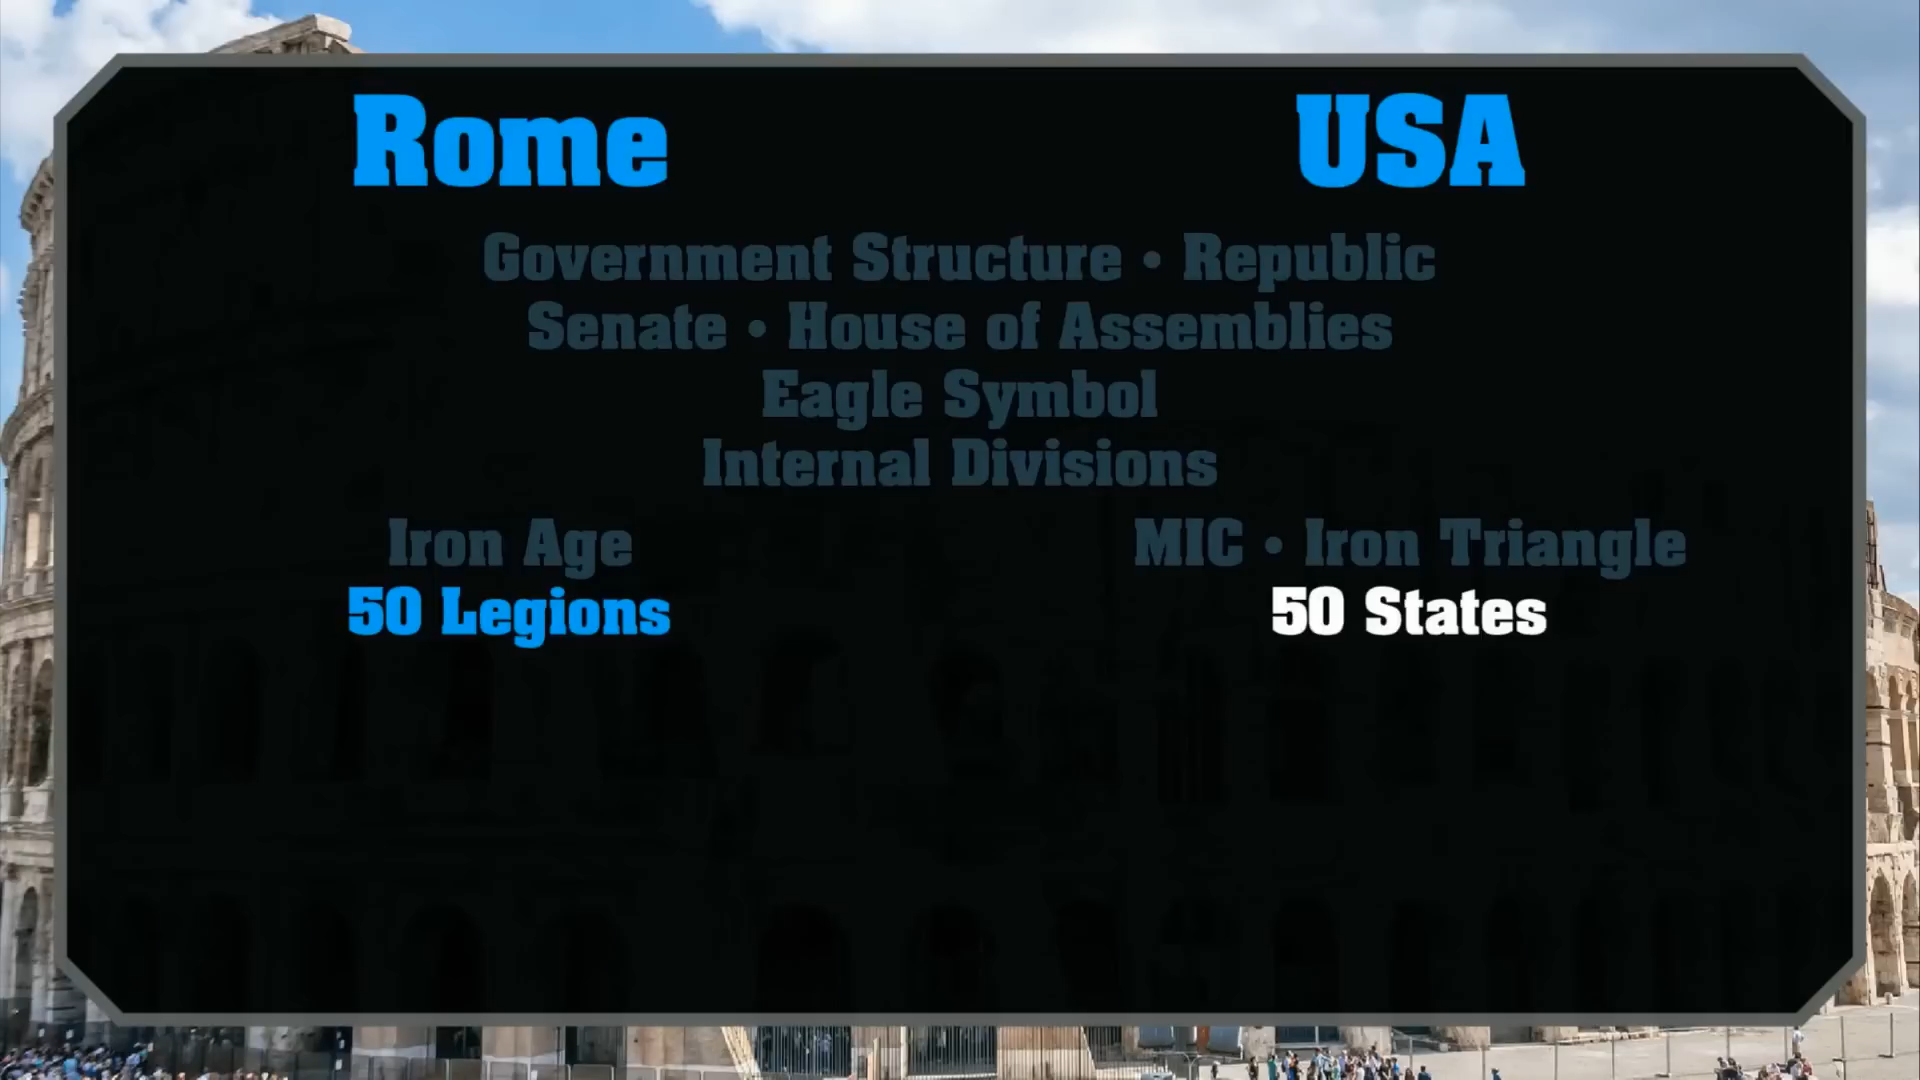 Rome USA
Government Structure • Republic
Senate • House of Assemblies
Eagle Symbol
Internal Divisions
Iron Age MIC • Iron Triangle
50 Legions 50 States